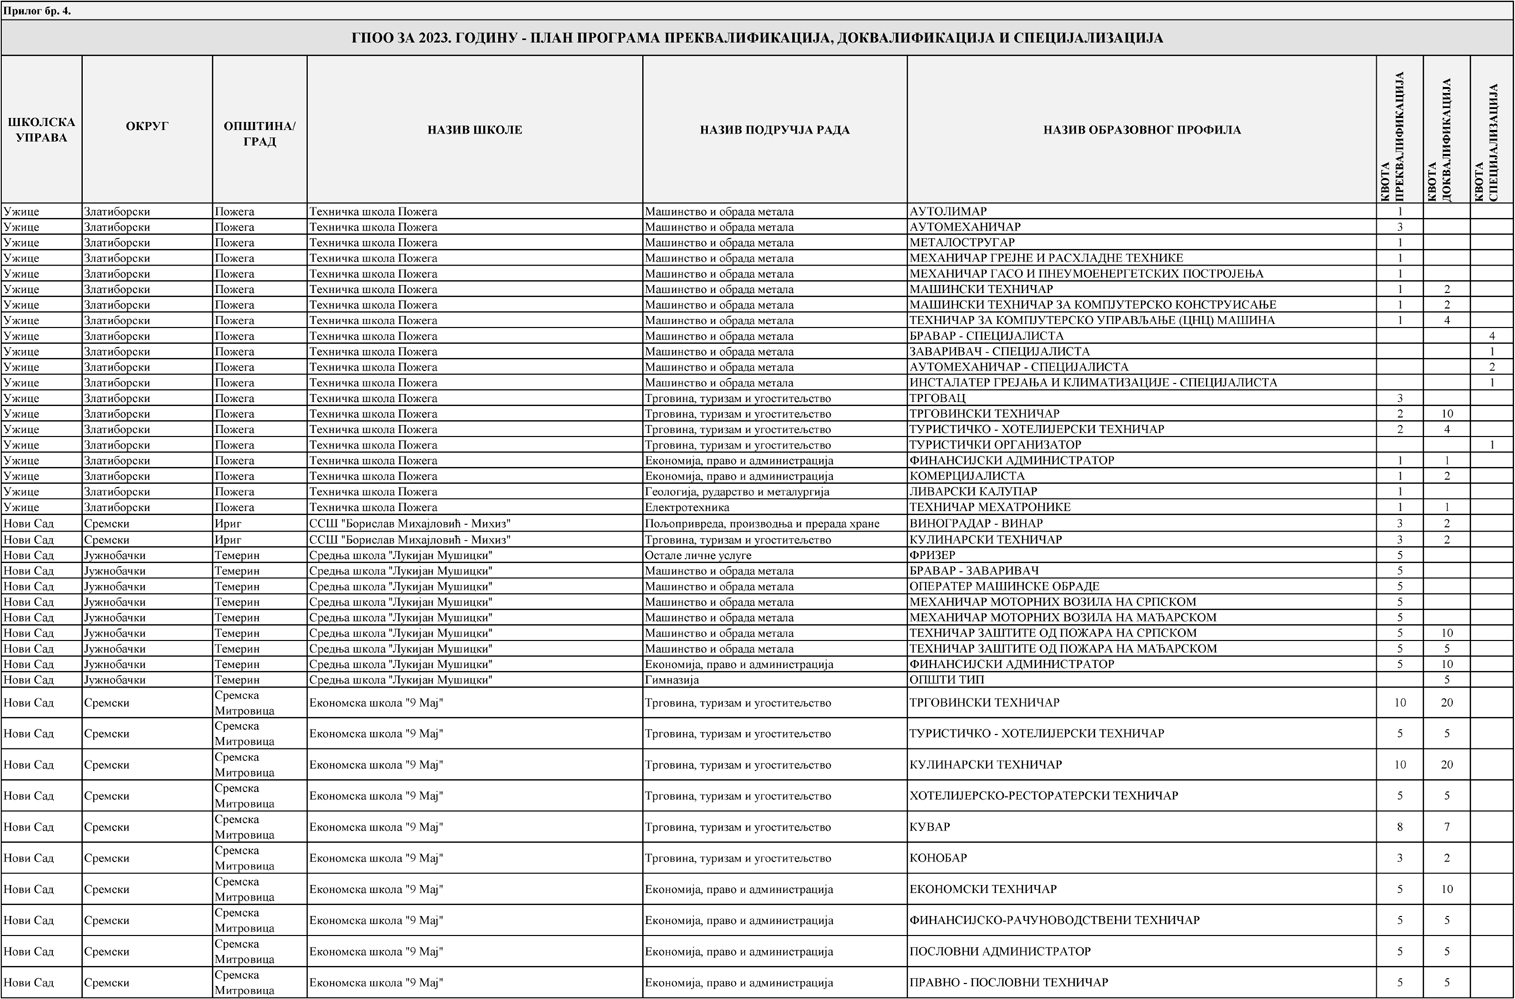 Прилог бр. 4.
ГПОО ЗА 2023. ГОДИНУ - ПЛАН ПРОГРАМА ПРЕКВАЛИФИКАЦИЈА, ДОКВАЛИФИКАЦИЈА И СПЕЦИЈАЛИЗАЦИЈА
ШКОЛСКА УПРАВА ОКРУГ ОПШТИНА/ ГРАД НАЗИВ ШКОЛЕ НАЗИВ ПОДРУЧЈА РАДА НАЗИВ ОБРАЗОВНОГ ПРОФИЛА КВОТА ПРЕКВАЛИФИКАЦИЈА КВОТА ДОКВАЛИФИКАЦИЈА КВОТА СПЕЦИЈАЛИЗАЦИЈА
Ужице Златиборски Пожега Техничка школа Пожега Машинство и обрада метала АУТОЛИМАР 1
Ужице Златиборски Пожега Техничка школа Пожега Машинство и обрада метала АУТОМЕХАНИЧАР 3
Ужице Златиборски Пожега Техничка школа Пожега Машинство и обрада метала МЕТАЛОСТРУГАР 1
Ужице Златиборски Пожега Техничка школа Пожега Машинство и обрада метала МЕХАНИЧАР ГРЕЈНЕ И РАСХЛАДНЕ ТЕХНИКЕ 1
Ужице Златиборски Пожега Техничка школа Пожега Машинство и обрада метала МЕХАНИЧАР ГАСО И ПНЕУМОЕНЕРГЕТСКИХ ПОСТРОЈЕЊА 1
Ужице Златиборски Пожега Техничка школа Пожега Машинство и обрада метала МАШИНСКИ ТЕХНИЧАР 1 2
Ужице Златиборски Пожега Техничка школа Пожега Машинство и обрада метала МАШИНСКИ ТЕХНИЧАР ЗА КОМПЈУТЕРСКО КОНСТРУИСАЊЕ 1 2
Ужице Златиборски Пожега Техничка школа Пожега Машинство и обрада метала ТЕХНИЧАР ЗА КОМПЈУТЕРСКО УПРАВЉАЊЕ (ЦНЦ) МАШИНА 1 4
Ужице Златиборски Пожега Техничка школа Пожега Машинство и обрада метала БРАВАР - СПЕЦИЈАЛИСТА 4
Ужице Златиборски Пожега Техничка школа Пожега Машинство и обрада метала ЗАВАРИВАЧ - СПЕЦИЈАЛИСТА 1
Ужице Златиборски Пожега Техничка школа Пожега Машинство и обрада метала АУТОМЕХАНИЧАР - СПЕЦИЈАЛИСТА 2
Ужице Златиборски Пожега Техничка школа Пожега Машинство и обрада метала ИНСТАЛАТЕР ГРЕЈАЊА И КЛИМАТИЗАЦИЈЕ - СПЕЦИЈАЛИСТА 1
Ужице Златиборски Пожега Техничка школа Пожега Трговина, туризам и угоститељство ТРГОВАЦ 3
Ужице Златиборски Пожега Техничка школа Пожега Трговина, туризам и угоститељство ТРГОВИНСКИ ТЕХНИЧАР 2 10
Ужице Златиборски Пожега Техничка школа Пожега Трговина, туризам и угоститељство ТУРИСТИЧКО - ХОТЕЛИЈЕРСКИ ТЕХНИЧАР 2 4
Ужице Златиборски Пожега Техничка школа Пожега Трговина, туризам и угоститељство ТУРИСТИЧКИ ОРГАНИЗАТОР 1
Ужице Златиборски Пожега Техничка школа Пожега Економија, право и администрација ФИНАНСИЈСКИ АДМИНИСТРАТОР 1 1
Ужице Златиборски Пожега Техничка школа Пожега Економија, право и администрација КОМЕРЦИЈАЛИСТА 1 2
Ужице Златиборски Пожега Техничка школа Пожега Геологија, рударство и металургија ЛИВАРСКИ КАЛУПАР 1
Ужице Златиборски Пожега Техничка школа Пожега Електротехника ТЕХНИЧАР МЕХАТРОНИКЕ 1 1
Нови Сад Сремски Ириг ССШ "Борислав Михајловић - Михиз" Пољопривреда, производња и прерада хране ВИНОГРАДАР - ВИНАР 3 2
Нови Сад Сремски Ириг ССШ "Борислав Михајловић - Михиз" Трговина, туризам и угоститељство КУЛИНАРСКИ ТЕХНИЧАР 3 2
Нови Сад Јужнобачки Темерин Средња школа "Лукијан Мушицки" Остале личне услуге ФРИЗЕР 5
Нови Сад Јужнобачки Темерин Средња школа "Лукијан Мушицки" Машинство и обрада метала БРАВАР - ЗАВАРИВАЧ 5
Нови Сад Јужнобачки Темерин Средња школа "Лукијан Мушицки" Машинство и обрада метала ОПЕРАТЕР МАШИНСКЕ ОБРАДЕ 5
Нови Сад Јужнобачки Темерин Средња школа "Лукијан Мушицки" Машинство и обрада метала МЕХАНИЧАР МОТОРНИХ ВОЗИЛА НА СРПСКОМ 5
Нови Сад Јужнобачки Темерин Средња школа "Лукијан Мушицки" Машинство и обрада метала МЕХАНИЧАР МОТОРНИХ ВОЗИЛА НА МАЂАРСКОМ 5
Нови Сад Јужнобачки Темерин Средња школа "Лукијан Мушицки" Машинство и обрада метала ТЕХНИЧАР ЗАШТИТЕ ОД ПОЖАРА НА СРПСКОМ 5 10
Нови Сад Јужнобачки Темерин Средња школа "Лукијан Мушицки" Машинство и обрада метала ТЕХНИЧАР ЗАШТИТЕ ОД ПОЖАРА НА МАЂАРСКОМ 5 5
Нови Сад Јужнобачки Темерин Средња школа "Лукијан Мушицки" Економија, право и администрација ФИНАНСИЈСКИ АДМИНИСТРАТОР 5 10
Нови Сад Јужнобачки Темерин Средња школа "Лукијан Мушицки" Гимназија ОПШТИ ТИП 5
Нови Сад Сремски Сремска Митровица Економска школа "9 Мај" Трговина, туризам и угоститељство ТРГОВИНСКИ ТЕХНИЧАР 10 20
Нови Сад Сремски Сремска Митровица Економска школа "9 Мај" Трговина, туризам и угоститељство ТУРИСТИЧКО - ХОТЕЛИЈЕРСКИ ТЕХНИЧАР 5 5
Нови Сад Сремски Сремска Митровица Економска школа "9 Мај" Трговина, туризам и угоститељство КУЛИНАРСКИ ТЕХНИЧАР 10 20
Нови Сад Сремски Сремска Митровица Економска школа "9 Мај" Трговина, туризам и угоститељство ХОТЕЛИЈЕРСКО-РЕСТОРАТЕРСКИ ТЕХНИЧАР 5 5
Нови Сад Сремски Сремска Митровица Економска школа "9 Мај" Трговина, туризам и угоститељство КУВАР 8 7
Нови Сад Сремски Сремска Митровица Економска школа "9 Мај" Трговина, туризам и угоститељство КОНОБАР 3 2
Нови Сад Сремски Сремска Митровица Економска школа "9 Мај" Економија, право и администрација ЕКОНОМСКИ ТЕХНИЧАР 5 10
Нови Сад Сремски Сремска Митровица Економска школа "9 Мај" Економија, право и администрација ФИНАНСИЈСКО-РАЧУНОВОДСТВЕНИ ТЕХНИЧАР 5 5
Нови Сад Сремски Сремска Митровица Економска школа "9 Мај" Економија, право и администрација ПОСЛОВНИ АДМИНИСТРАТОР 5 5
Нови Сад Сремски Сремска Митровица Економска школа "9 Мај" Економија, право и администрација ПРАВНО - ПОСЛОВНИ ТЕХНИЧАР 5 5